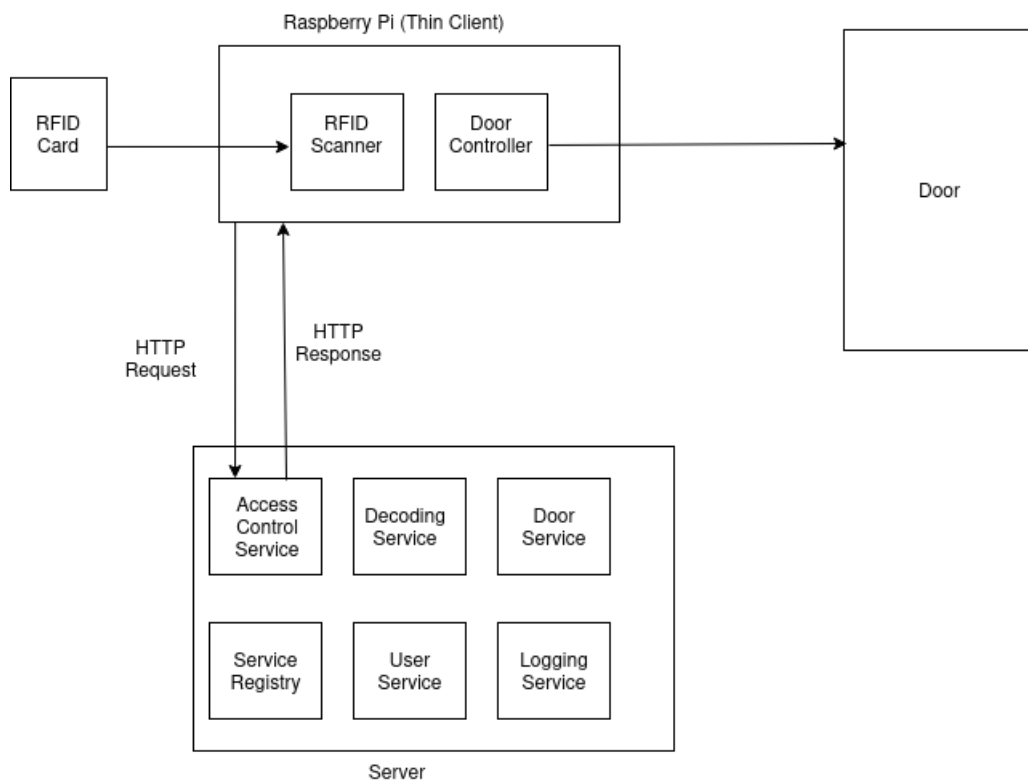 Raspberry Pi (Thin Client)
RFID
Card
RFID
Scanner
Door
Controller
Door
HTTP
Request
HTTP
Response
Access
Control
Service
Decoding
Service
Door
Service
Service
Registry
User
Service
Logging
Service
Server